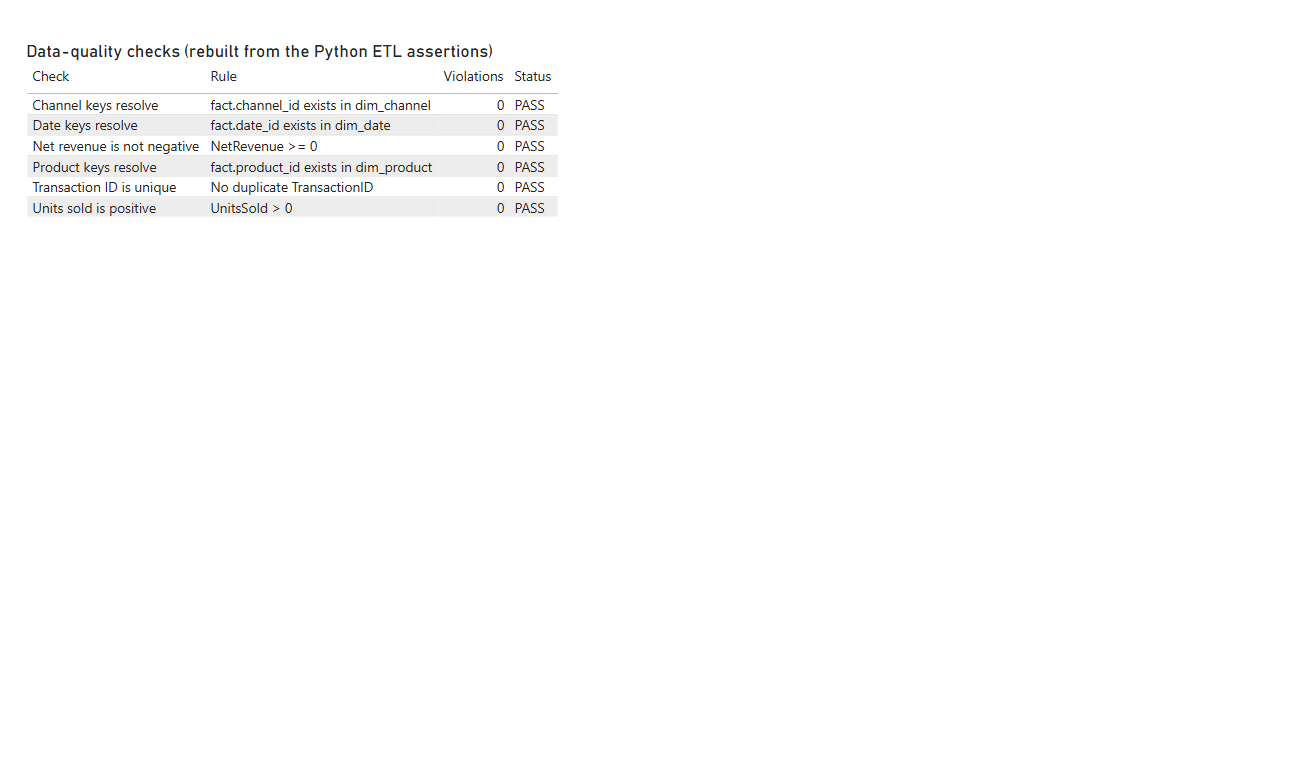 Data-quality checks (rebuilt from the Python ETL assertions)
Check Rule Violations Status
Channel keys resolve fact.channel_id exists in dim_channel 0 PASS
Date keys resolve fact.date_id exists in dim_date 0 PASS
Net revenue is not negative NetRevenue >= 0 0 PASS
Product keys resolve fact.product_id exists in dim_product 0 PASS
Transaction ID is unique No duplicate TransactionID 0 PASS
Units sold is positive UnitsSold > 0 0 PASS